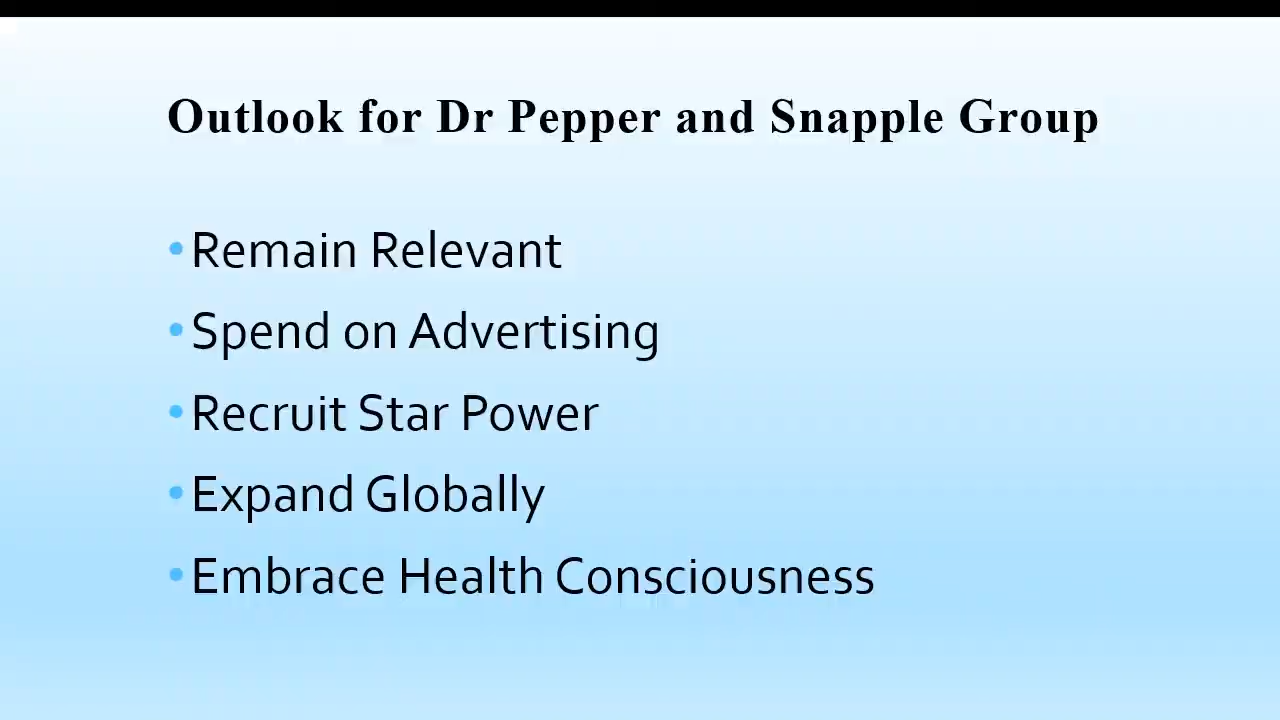 Outlook for Dr Pepper and Snapple Group
•Remain Relevant
•Spend on Advertising
•Recruit Star Power
•Expand Globally
•Embrace Health Consciousness